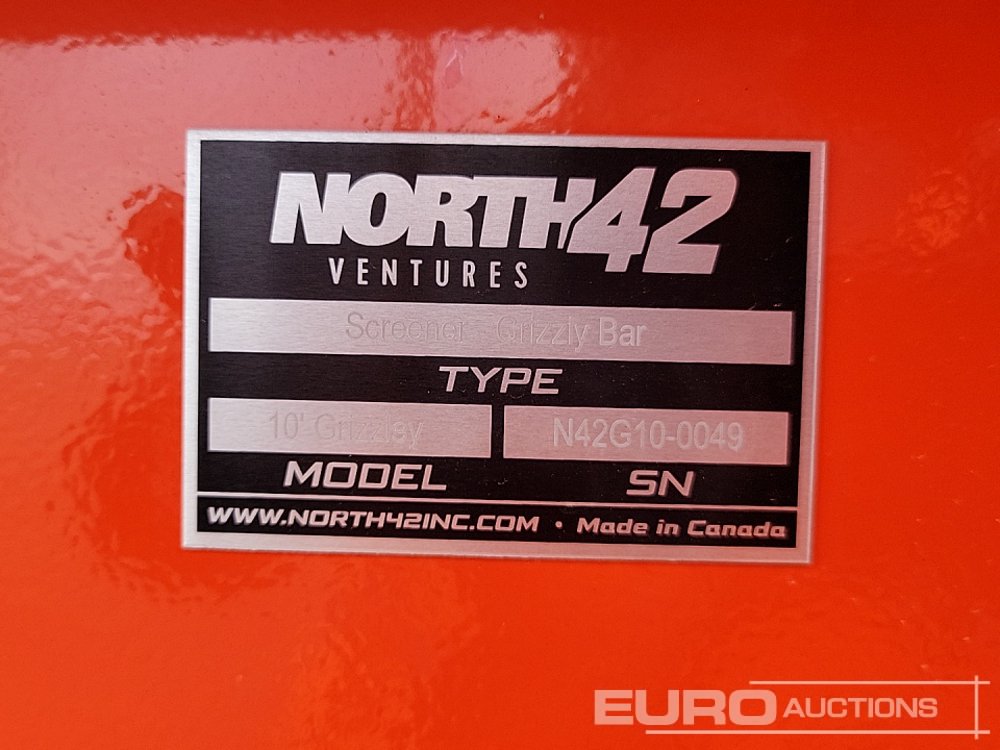 NORTH42
VENTURES
Screener - Grizzly Bar
TYPE
10' Grizzley N42G10-0049
MODEL SN
WWW.NORTH42INC.COM • Made in Canada
EURO AUCTIONS